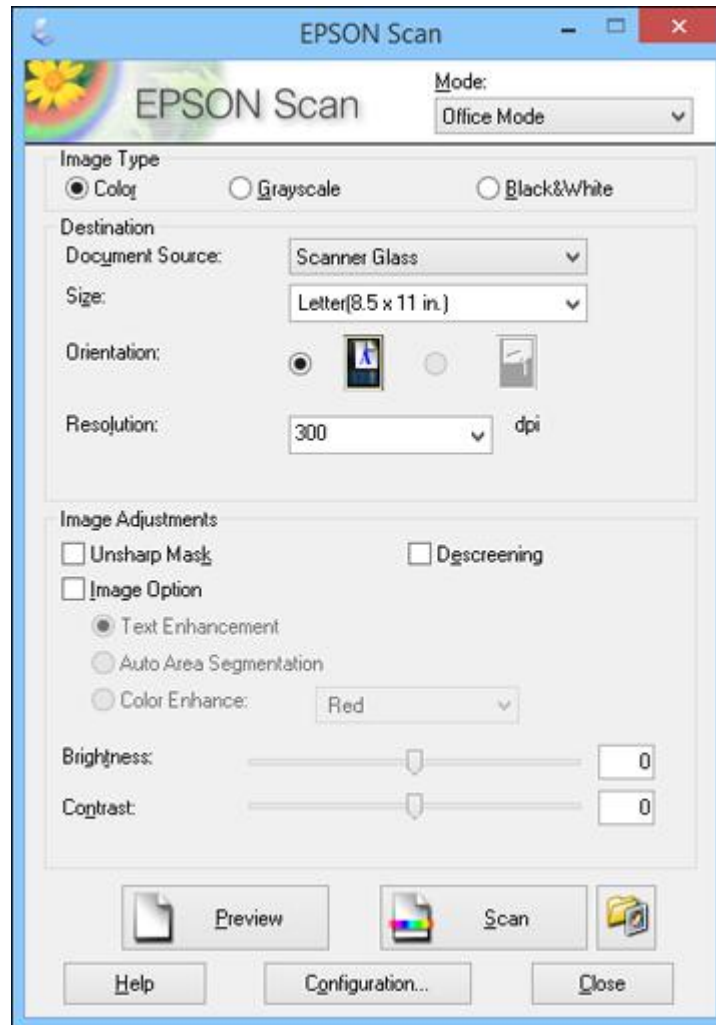 EPSON Scan
EPSON Scan
Mode:
Office Mode
Image Type
Color Grayscale Black&White
Destination
Document Source: Scanner Glass
Size: Letter(8.5 x 11 in.)
Orientation:
Resolution: 300 dpi
Image Adjustments
Unsharp Mask Descreening
Image Option
Text Enhancement
Auto Area Segmentation
Color Enhance: Red
Brightness: 0
Contrast: 0
Preview Scan
Help Configuration... Close